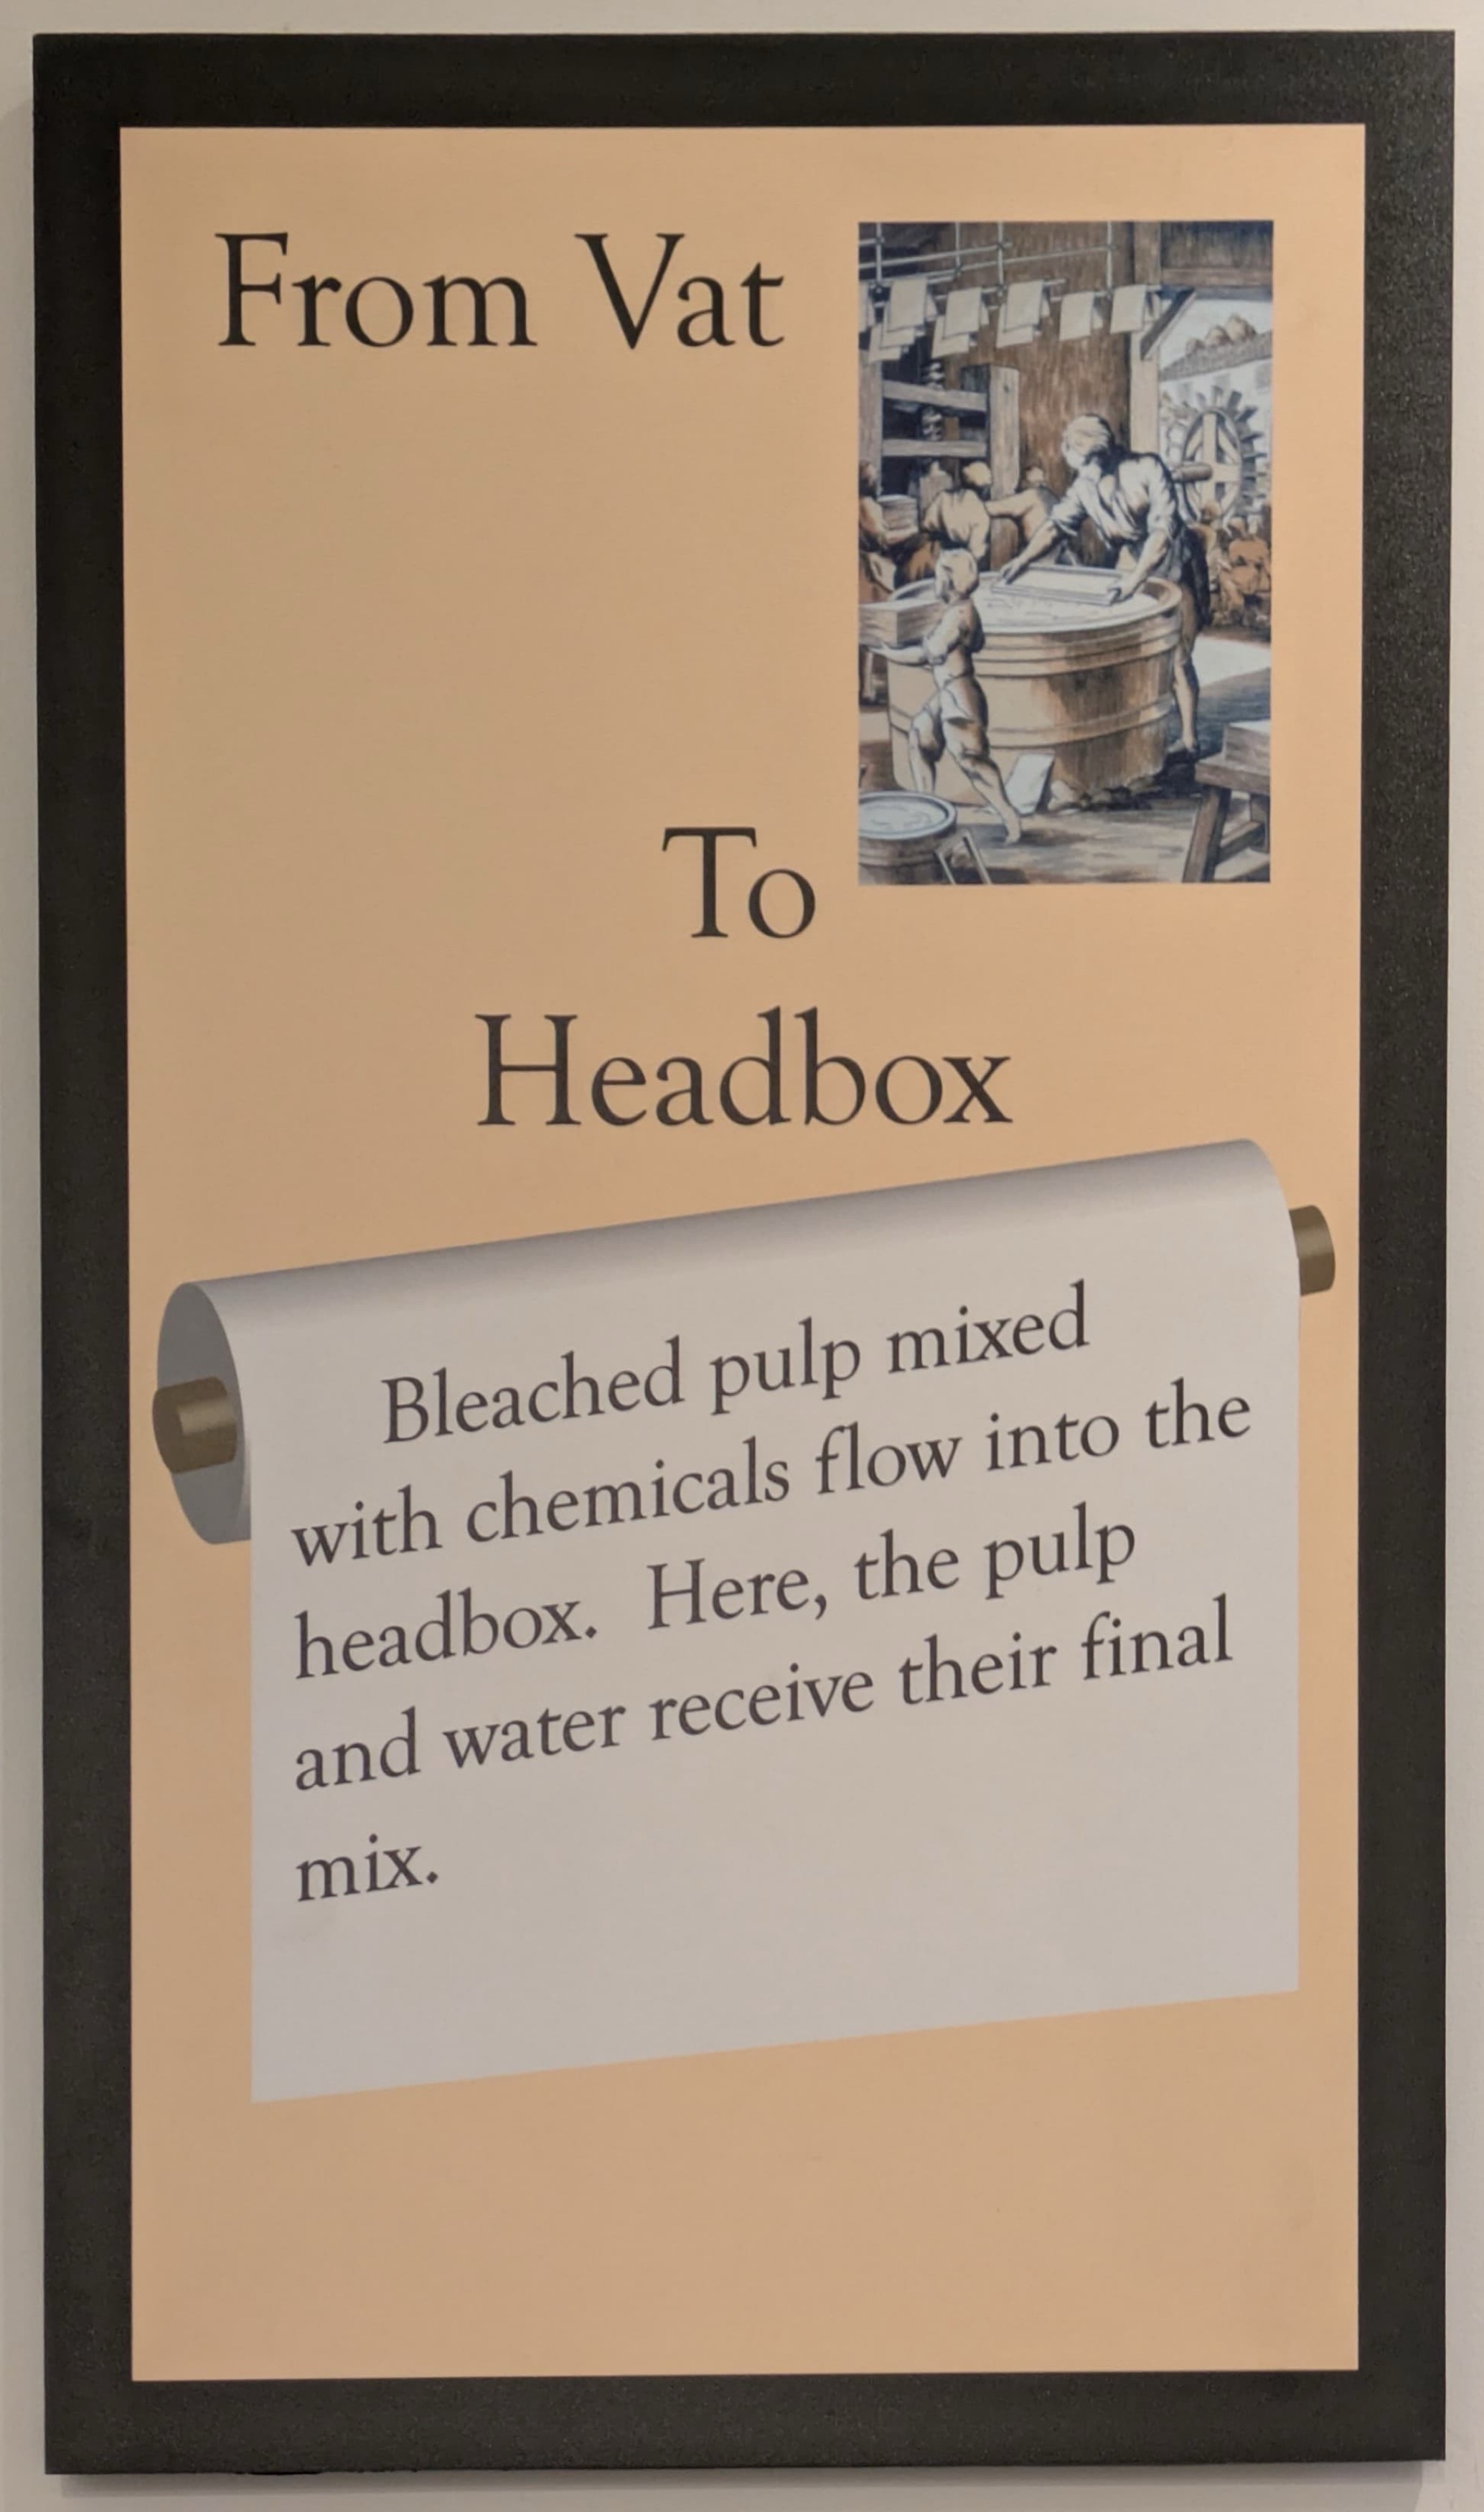 From Vat
To
Headbox
Bleached pulp mixed
with chemicals flow into the
headbox.  Here, the pulp
and water receive their final
mix.